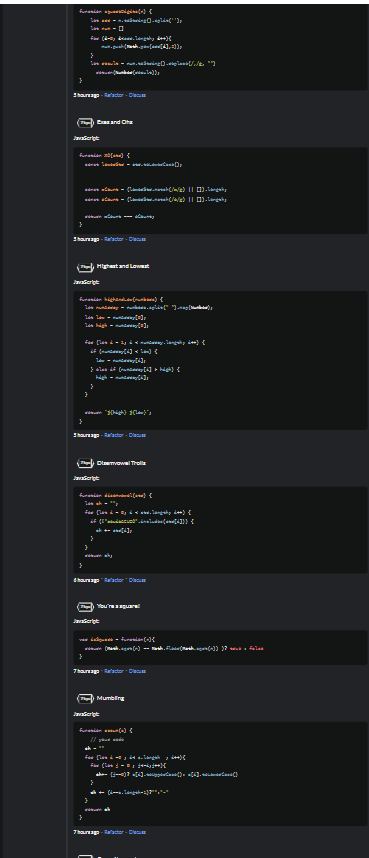 function squareDigits(n) {
let arr = n.toString().split('');
let num = []
for (i=0; i<arr.length; i++){
num.push(Math.pow(arr[i],2));
}
let result = num.toString().replace(/,/g, "")
return(Number(result));
}
5 hours ago · Refactor · Discuss
7 kyu Exes and Ohs
JavaScript:
function XO(str) {
const lowerStr = str.toLowerCase();
const xCount = (lowerStr.match(/x/g) || []).length;
const oCount = (lowerStr.match(/o/g) || []).length;
return xCount === oCount;
}
5 hours ago · Refactor · Discuss
7 kyu Highest and Lowest
JavaScript:
function highAndLow(numbers) {
let numArray = numbers.split(" ").map(Number);
let low = numArray[0];
let high = numArray[0];
for (let i = 1; i < numArray.length; i++) {
if (numArray[i] < low) {
low = numArray[i];
} else if (numArray[i] > high) {
high = numArray[i];
}
}
return `${high} ${low}`;
}
5 hours ago · Refactor · Discuss
7 kyu Disemvowel Trolls
JavaScript:
function disemvowel(str) {
let ah = "";
for (let i = 0; i < str.length; i++) {
if (!"aeuioAEUIO".includes(str[i])) {
ah += str[i];
}
}
return ah;
}
6 hours ago · Refactor · Discuss
7 kyu You're a square!
JavaScript:
var isSquare = function(n){
return (Math.sqrt(n) == Math.floor(Math.sqrt(n)) )? true : false
}
7 hours ago · Refactor · Discuss
7 kyu Mumbling
JavaScript:
function accum(s) {
// your code
ah = ""
for (let i =0 ; i< s.length ; i++){
for (let j = 0 ; j<=i;j++){
ah+= (j==0)? s[i].toUpperCase(): s[i].toLowerCase()
}
ah += (i==s.length-1)?"":"-"
}
return ah
}
7 hours ago · Refactor · Discuss